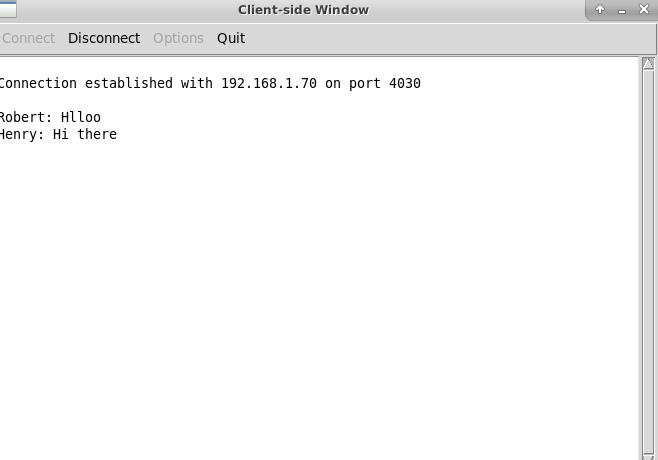 Client-side Window
Connect Disconnect Options Quit
Connection established with 192.168.1.70 on port 4030
Robert: Hlloo
Henry: Hi there